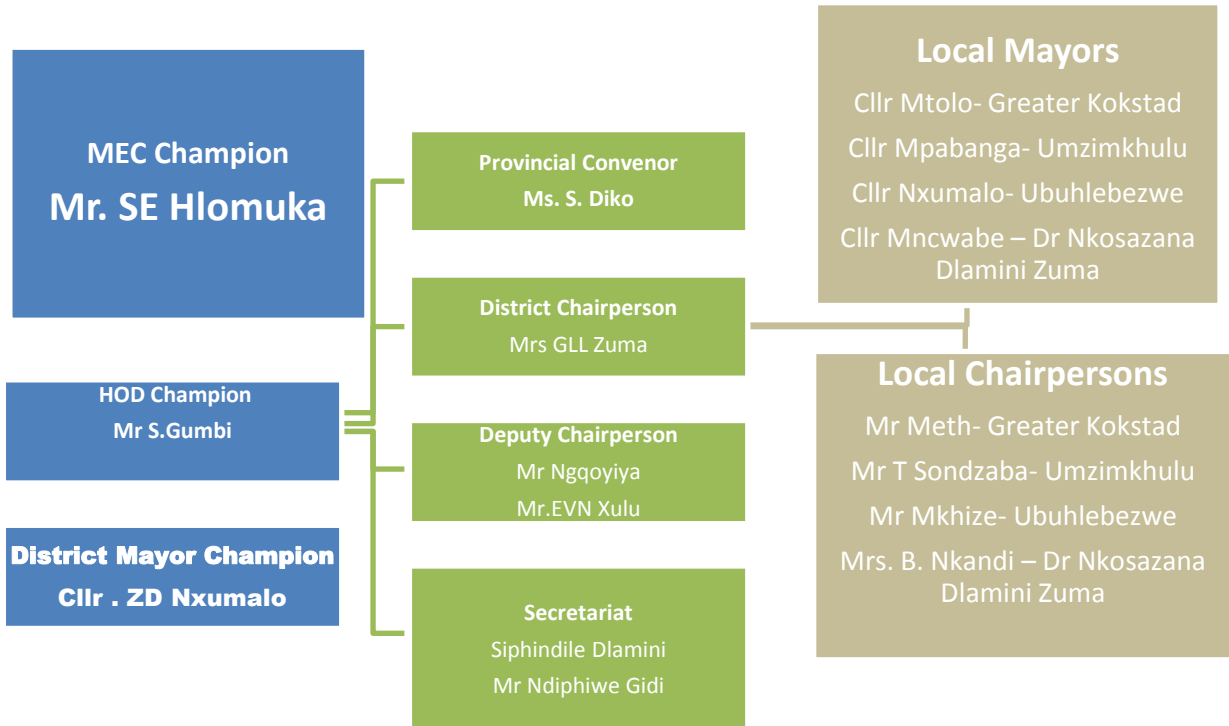 MEC Champion
Mr. SE Hlomuka
HOD Champion
Mr S.Gumbi
District Mayor Champion
Cllr . ZD Nxumalo
Provincial Convenor
Ms. S. Diko
District Chairperson
Mrs GLL Zuma
Deputy Chairperson
Mr Ngqoyiya
Mr.EVN Xulu
Secretariat
Siphindile Dlamini
Mr Ndiphiwe Gidi
Local Mayors
Cllr Mtolo- Greater Kokstad
Cllr Mpabanga- Umzimkhulu
Cllr Nxumalo- Ubuhlebezwe
Cllr Mncwabe – Dr Nkosazana
Dlamini Zuma
Local Chairpersons
Mr Meth- Greater Kokstad
Mr T Sondzaba- Umzimkhulu
Mr Mkhize- Ubuhlebezwe
Mrs. B. Nkandi – Dr Nkosazana
Dlamini Zuma